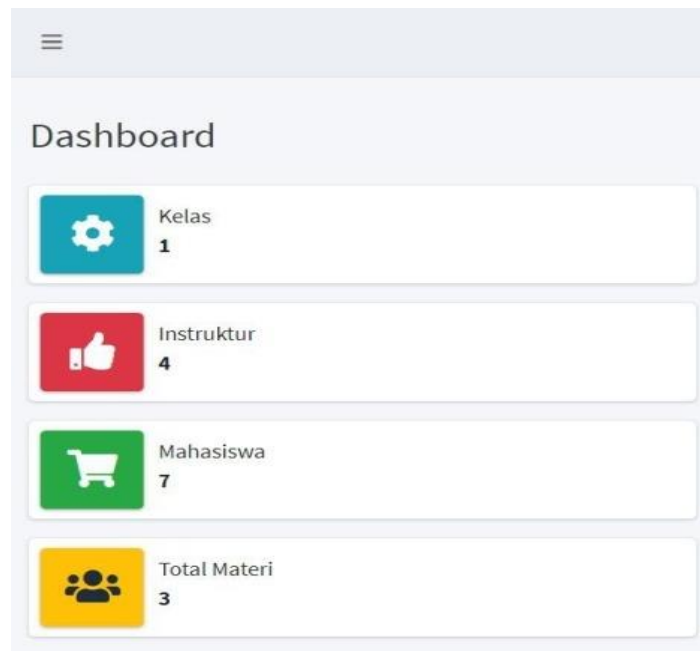 Dashboard
Kelas
1
Instruktur
4
Mahasiswa
7
Total Materi
3